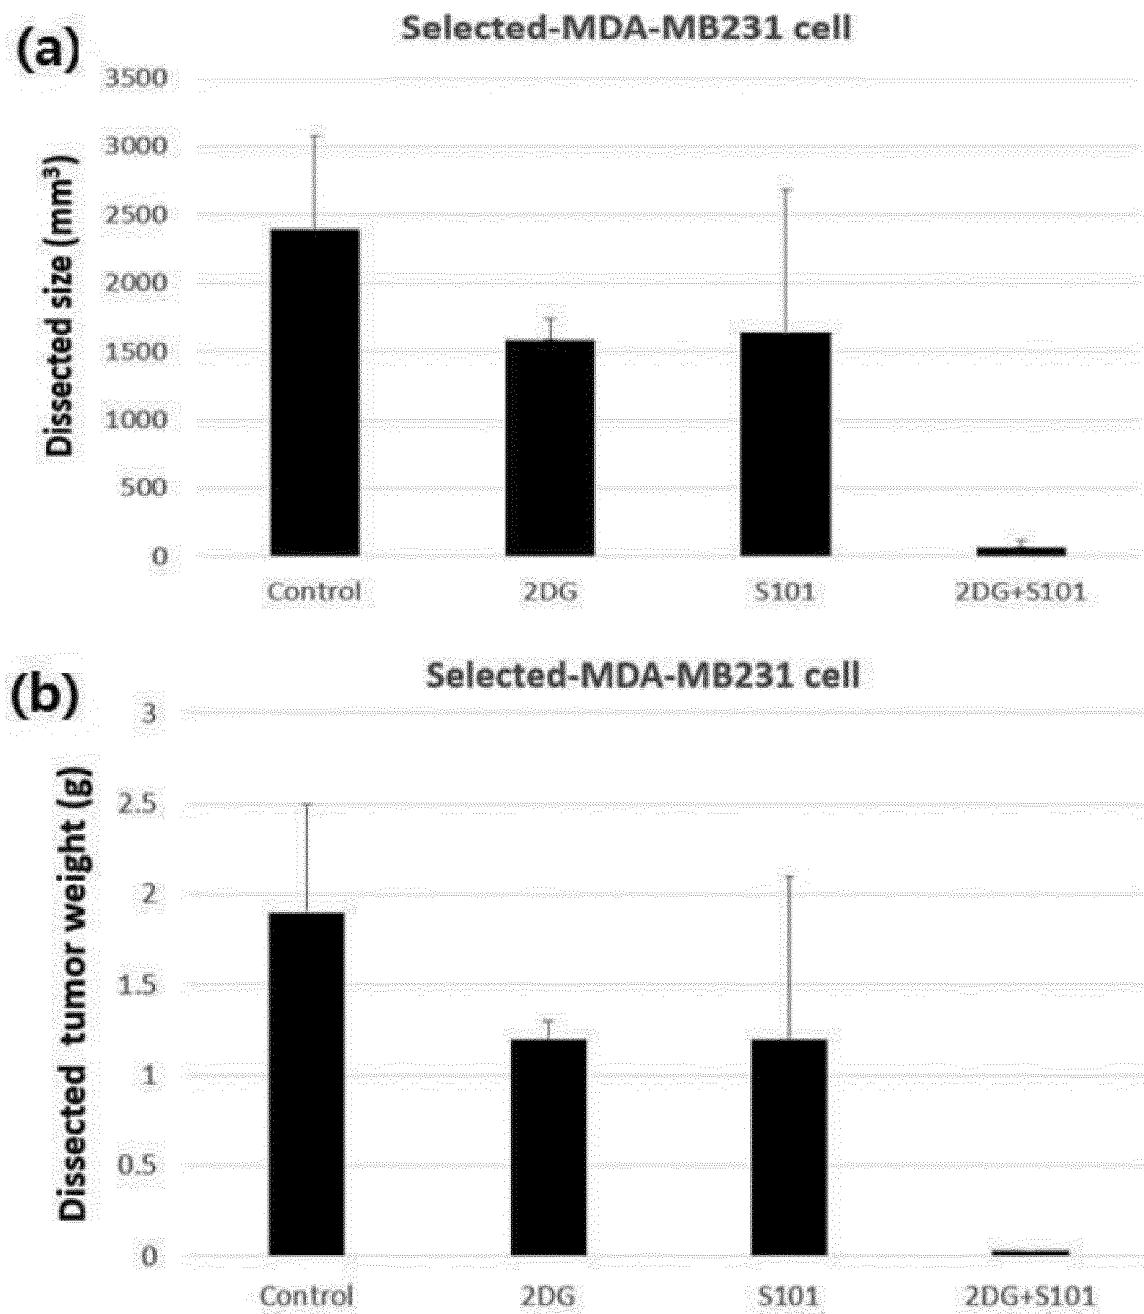 (a)
Selected-MDA-MB231 cell
Dissected size (mm³)
3500
3000
2500
2000
1500
1000
500
0
Control 2DG S101 2DG+S101
(b)
Selected-MDA-MB231 cell
Dissected tumor weight (g)
3
2.5
2
1.5
1
0.5
0
Control 2DG S101 2DG+S101